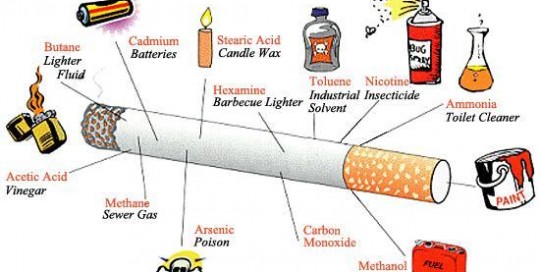 Butane
Lighter
Fluid
Cadmium
Batteries
Stearic Acid
Candle Wax
Hexamine
Barbecue Lighter
Toluene
Industrial
Solvent
Nicotine
Insecticide
BUG
SPRAY
Ammonia
Toilet Cleaner
Acetic Acid
Vinegar
Methane
Sewer Gas
Arsenic
Poison
Carbon
Monoxide
Methanol
FUEL
PAINT